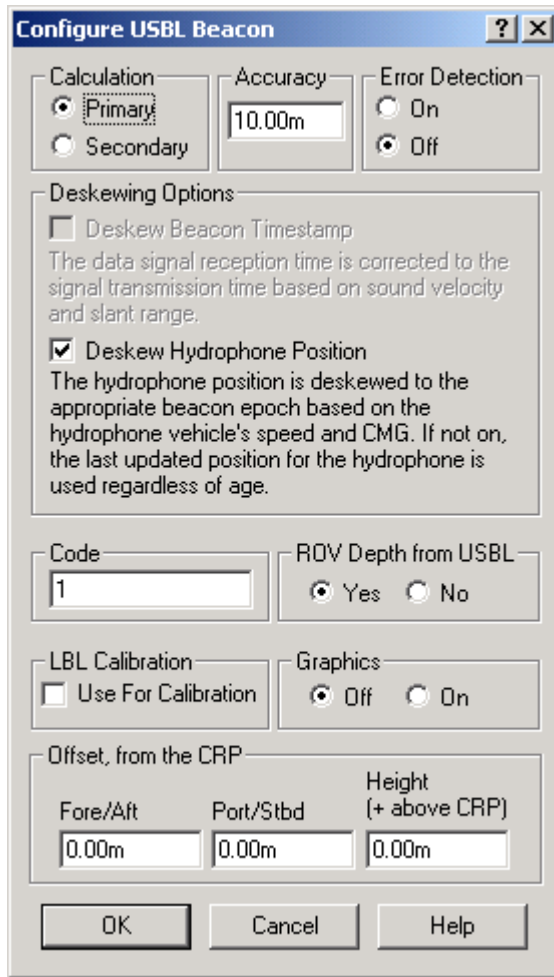 Configure USBL Beacon
Calculation
Primary
Secondary
Accuracy
10.00m
Error Detection
On
Off
Deskewing Options
Deskew Beacon Timestamp
The data signal reception time is corrected to the
signal transmission time based on sound velocity
and slant range.
Deskew Hydrophone Position
The hydrophone position is deskewed to the
appropriate beacon epoch based on the
hydrophone vehicle's speed and CMG. If not on,
the last updated position for the hydrophone is
used regardless of age.
Code
1
ROV Depth from USBL
Yes No
LBL Calibration
Use For Calibration
Graphics
Off On
Offset, from the CRP
Fore/Aft
0.00m
Port/Stbd
0.00m
Height
(+ above CRP)
0.00m
OK Cancel Help